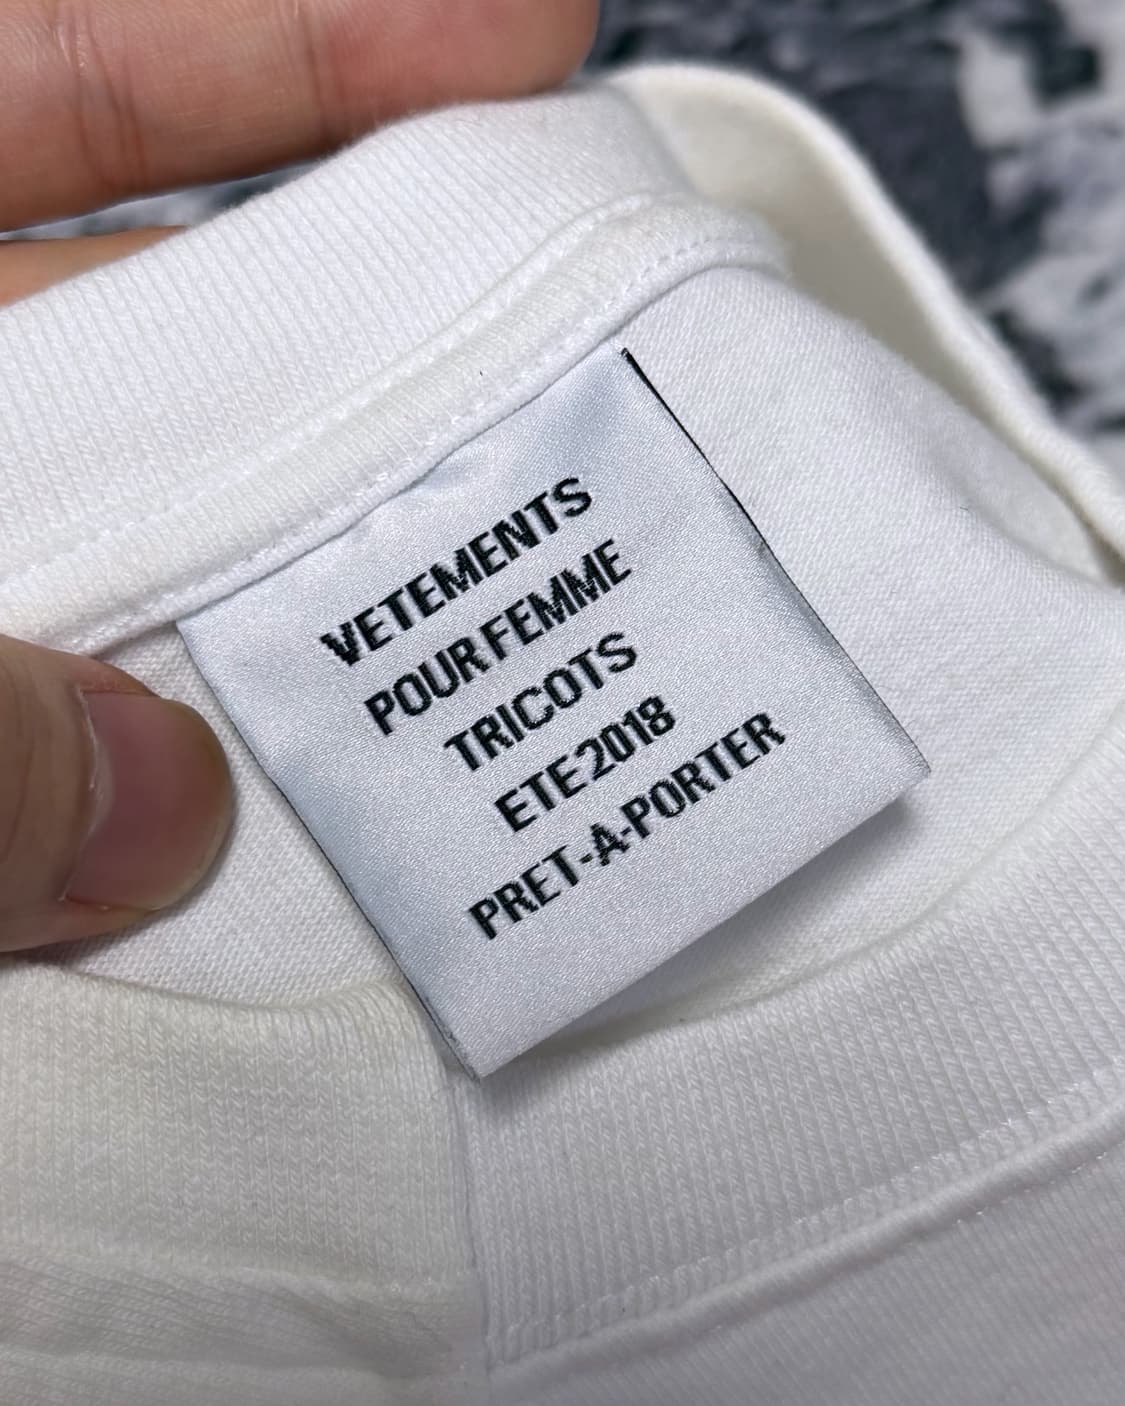 VETEMENTS
POUR FEMME
TRICOTS
ETE 2018
PRET-A-PORTER